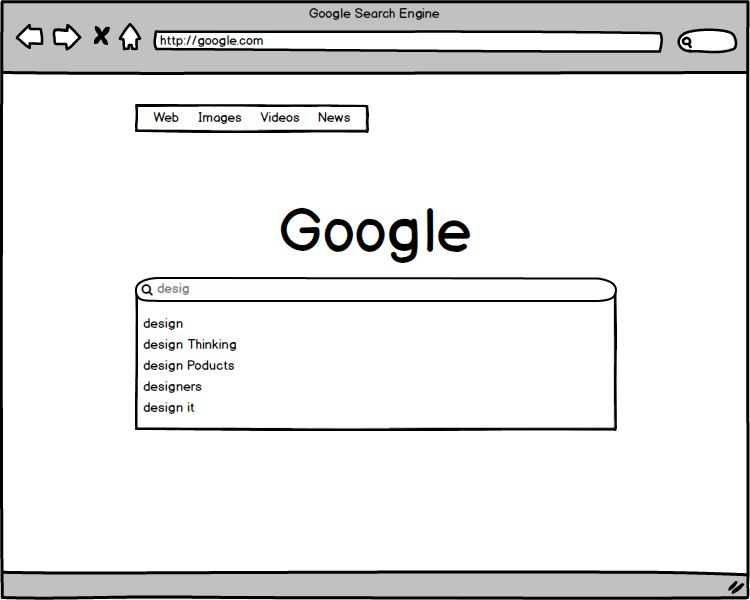 Google Search Engine
http://google.com
Web Images Videos News
Google
desig
design
design Thinking
design Poducts
designers
design it